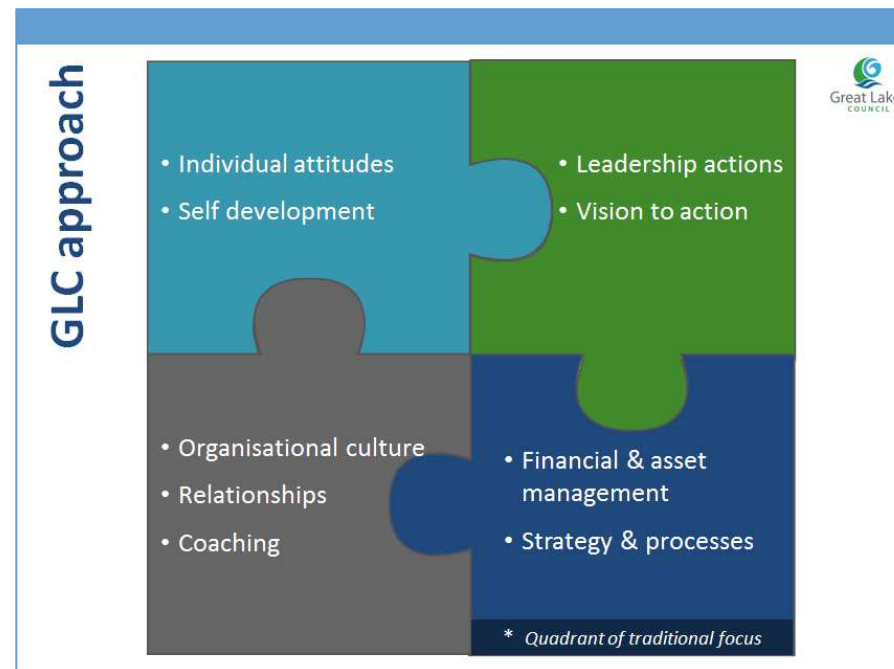 GLC approach
Great Lake
COUNCIL
• Individual attitudes
• Self development
• Leadership actions
• Vision to action
• Organisational culture
• Relationships
• Coaching
• Financial & asset
management
• Strategy & processes
* Quadrant of traditional focus